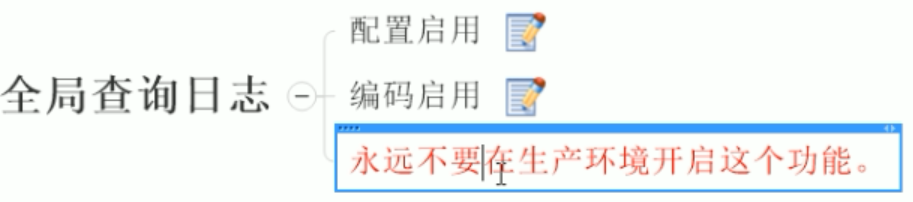 配置启用
全局查询日志
编码启用
永远不要在生产环境开启这个功能。